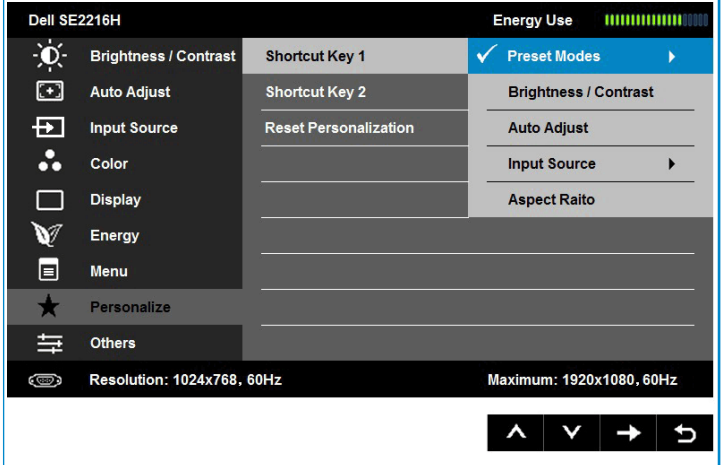 Dell SE2216H Energy Use
Brightness / Contrast Shortcut Key 1 Preset Modes
Auto Adjust Shortcut Key 2 Brightness / Contrast
Input Source Reset Personalization Auto Adjust
Color Input Source
Display Aspect Raito
Energy
Menu
Personalize
Others
Resolution: 1024x768, 60Hz Maximum: 1920x1080, 60Hz